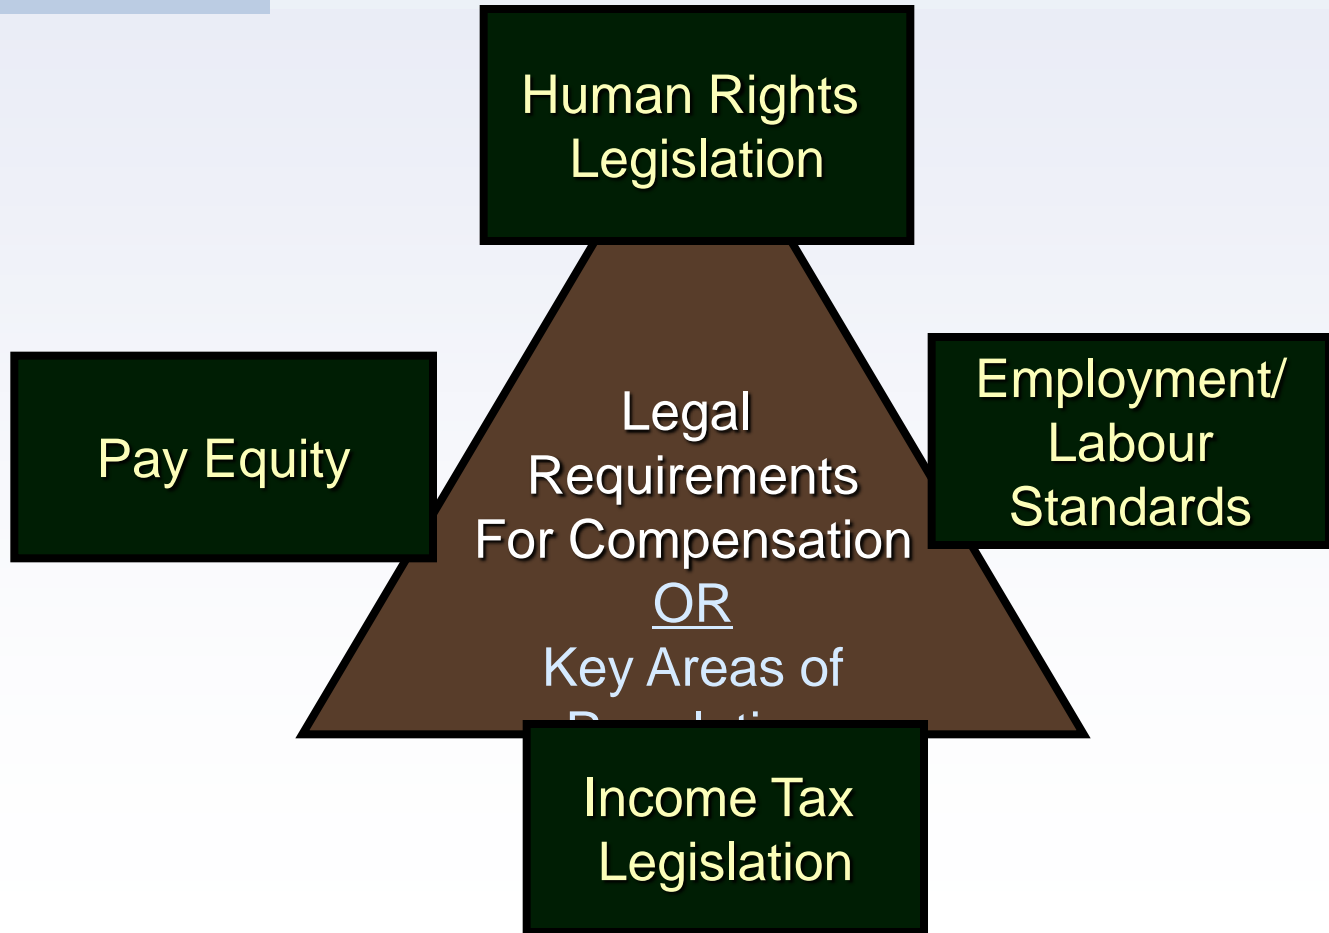 Human Rights
Legislation
Pay Equity
Legal
Requirements
For Compensation
OR
Key Areas of
Employment/
Labour
Standards
Income Tax
Legislation